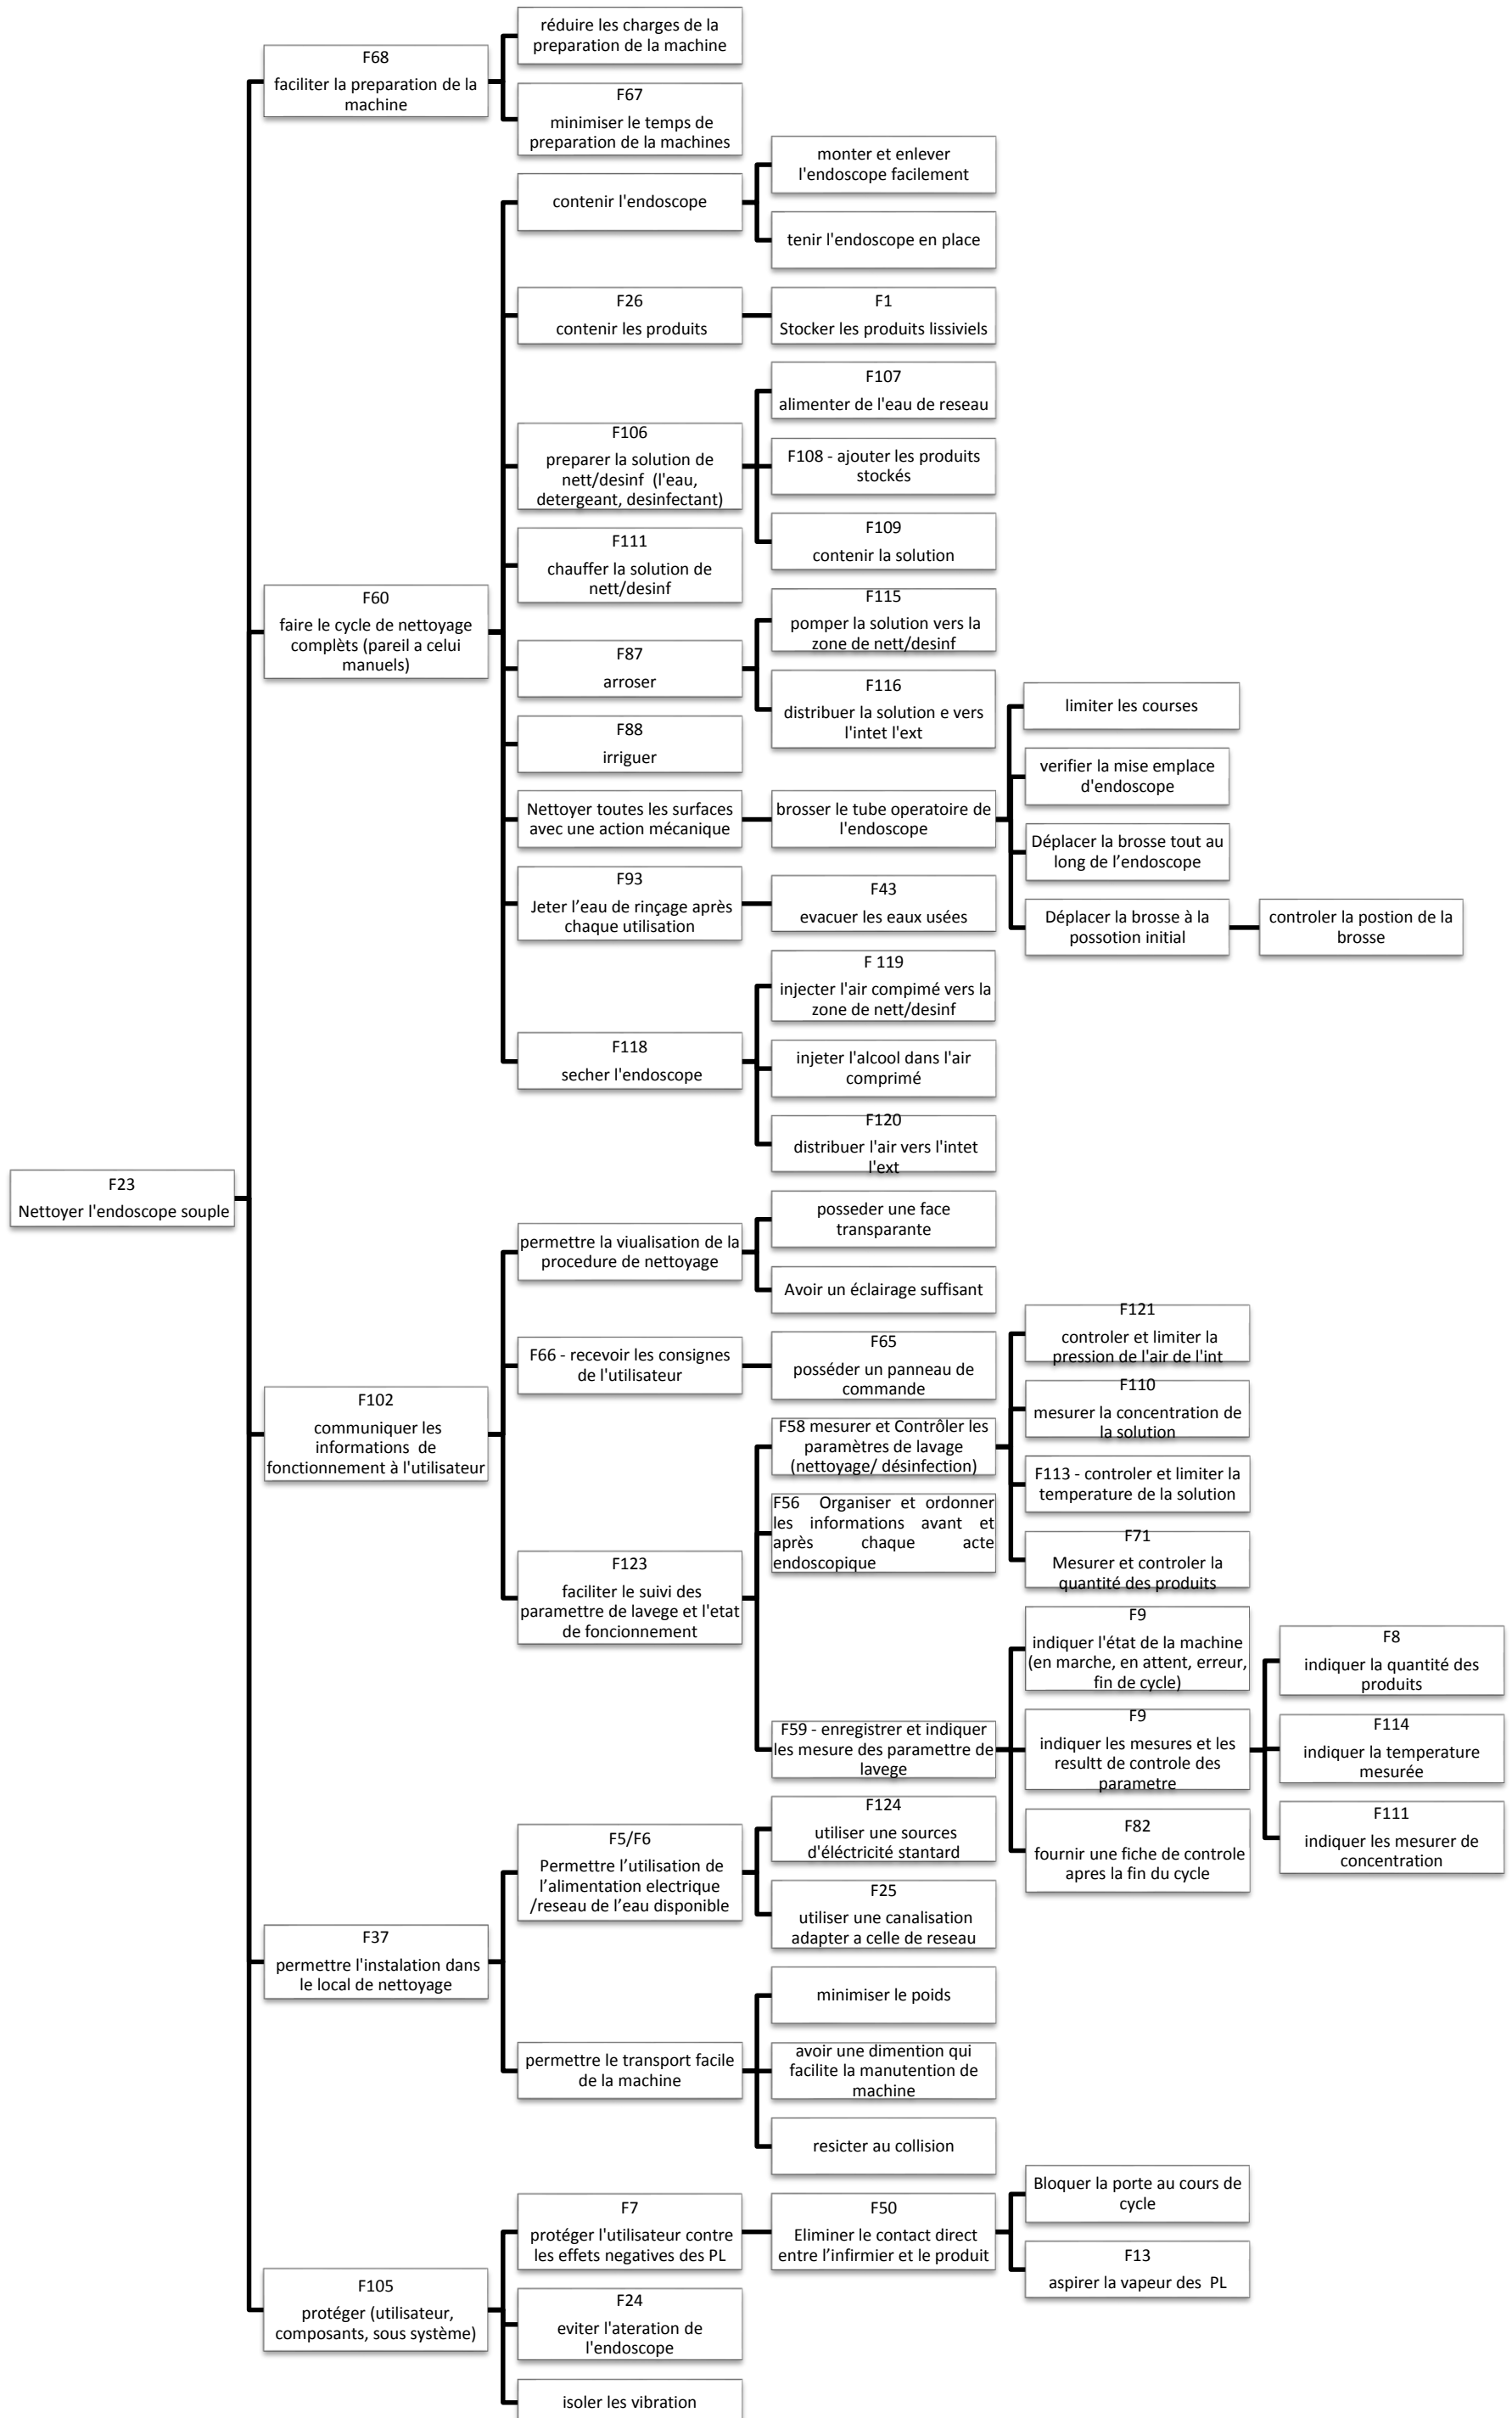 F23
Nettoyer l'endoscope souple
F68
faciliter la preparation de la
machine
réduire les charges de la
preparation de la machine
F67
minimiser le temps de
preparation de la machines
F60
faire le cycle de nettoyage
complèts (pareil a celui
manuels)
contenir l'endoscope
monter et enlever
l'endoscope facilement
tenir l'endoscope en place
F26
contenir les produits
F1
Stocker les produits lissiviels
F106
preparer la solution de
nett/desinf (l'eau,
detergeant, desinfectant)
F107
alimenter de l'eau de reseau
F108 - ajouter les produits
stockés
F109
contenir la solution
F111
chauffer la solution de
nett/desinf
F87
arroser
F115
pomper la solution vers la
zone de nett/desinf
F116
distribuer la solution e vers
l'intet l'ext
F88
irriguer
Nettoyer toutes les surfaces
avec une action mécanique
brosser le tube operatoire de
l'endoscope
limiter les courses
verifier la mise emplace
d'endoscope
Déplacer la brosse tout au
long de l’endoscope
Déplacer la brosse à la
possotion initial
controler la postion de la
brosse
F93
Jeter l’eau de rinçage après
chaque utilisation
F43
evacuer les eaux usées
F118
secher l'endoscope
F 119
injecter l'air compimé vers la
zone de nett/desinf
injeter l'alcool dans l'air
comprimé
F120
distribuer l'air vers l'intet
l'ext
F102
communiquer les
informations de
fonctionnement à l'utilisateur
permettre la viualisation de la
procedure de nettoyage
posseder une face
transparante
Avoir un éclairage suffisant
F66 - recevoir les consignes
de l'utilisateur
F65
posséder un panneau de
commande
F123
faciliter le suivi des
paramettre de lavege et l'etat
de foncionnement
F58 mesurer et Contrôler les
paramètres de lavage
(nettoyage/ désinfection)
F121
controler et limiter la
pression de l'air de l'int
F110
mesurer la concentration de
la solution
F113 - controler et limiter la
temperature de la solution
F71
Mesurer et controler la
quantité des produits
F56 Organiser et ordonner
les informations avant et
après chaque acte
endoscopique
F59 - enregistrer et indiquer
les mesure des paramettre de
lavege
F9
indiquer l'état de la machine
(en marche, en attent, erreur,
fin de cycle)
F9
indiquer les mesures et les
resultt de controle des
parametre
F8
indiquer la quantité des
produits
F114
indiquer la temperature
mesurée
F111
indiquer les mesurer de
concentration
F82
fournir une fiche de controle
apres la fin du cycle
F37
permettre l'instalation dans
le local de nettoyage
F5/F6
Permettre l’utilisation de
l’alimentation electrique
/reseau de l’eau disponible
F124
utiliser une sources
d'éléctricité stantard
F25
utiliser une canalisation
adapter a celle de reseau
permettre le transport facile
de la machine
minimiser le poids
avoir une dimention qui
facilite la manutention de
machine
resicter au collision
F105
protéger (utilisateur,
composants, sous système)
F7
protéger l'utilisateur contre
les effets negatives des PL
F50
Eliminer le contact direct
entre l’infirmier et le produit
Bloquer la porte au cours de
cycle
F13
aspirer la vapeur des PL
F24
eviter l'ateration de
l'endoscope
isoler les vibration